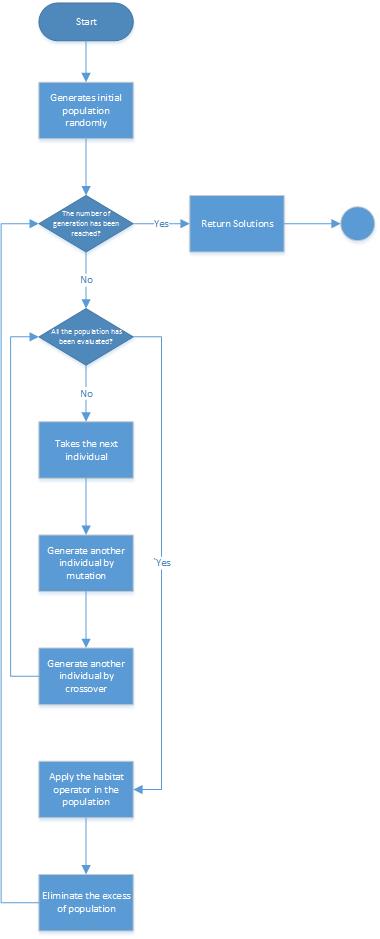 Start
Generates initial
population
randomly
The number of
generation has been
reached?
Yes
Return Solutions
No
All the population has
been evaluated?
No
Takes the next
individual
Generate another
individual by
mutation
Yes
Generate another
individual by
crossover
Apply the habitat
operator in the
population
Eliminate the excess
of population